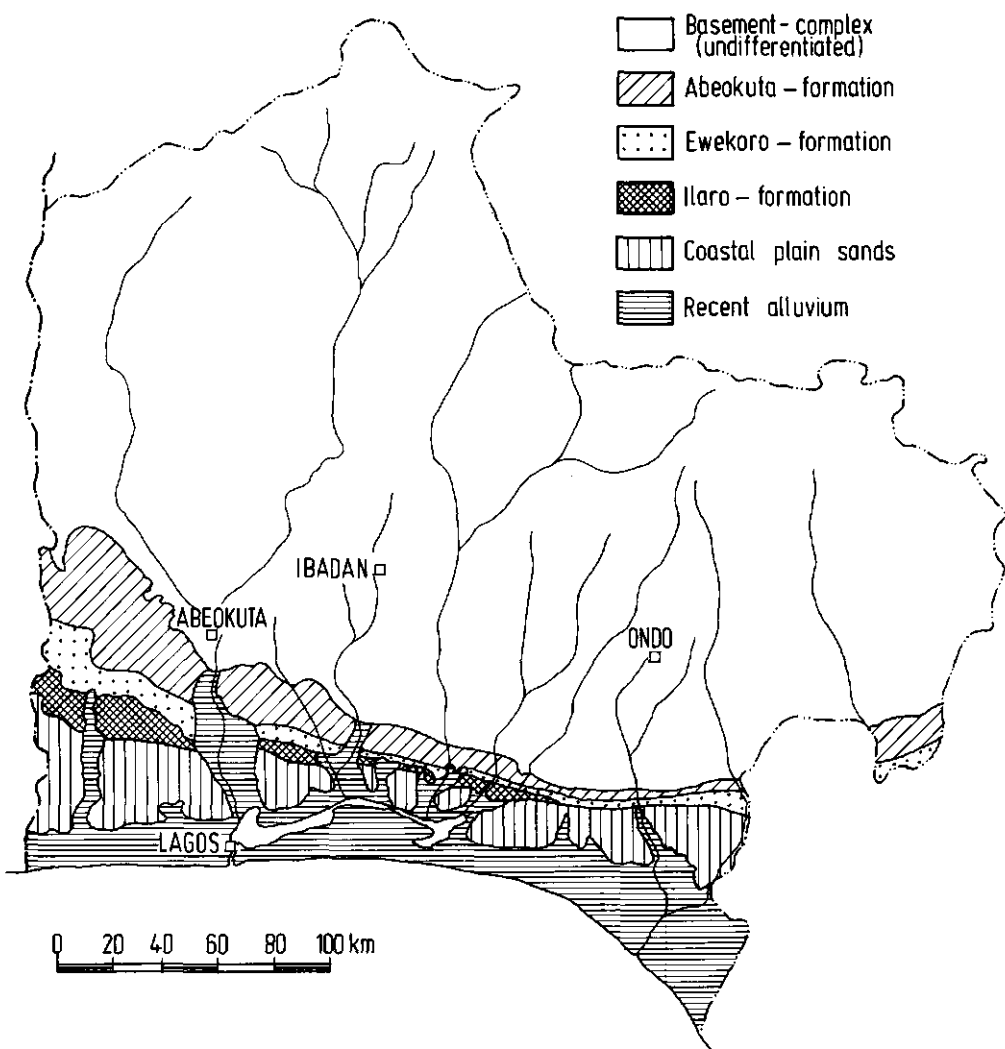 Basement-complex
(undifferentiated)
Abeokuta – formation
Ewekoro – formation
Ilaro – formation
Coastal plain sands
Recent alluvium
IBADAN
ABEOKUTA
ONDO
LAGOS
0 20 40 60 80 100 km